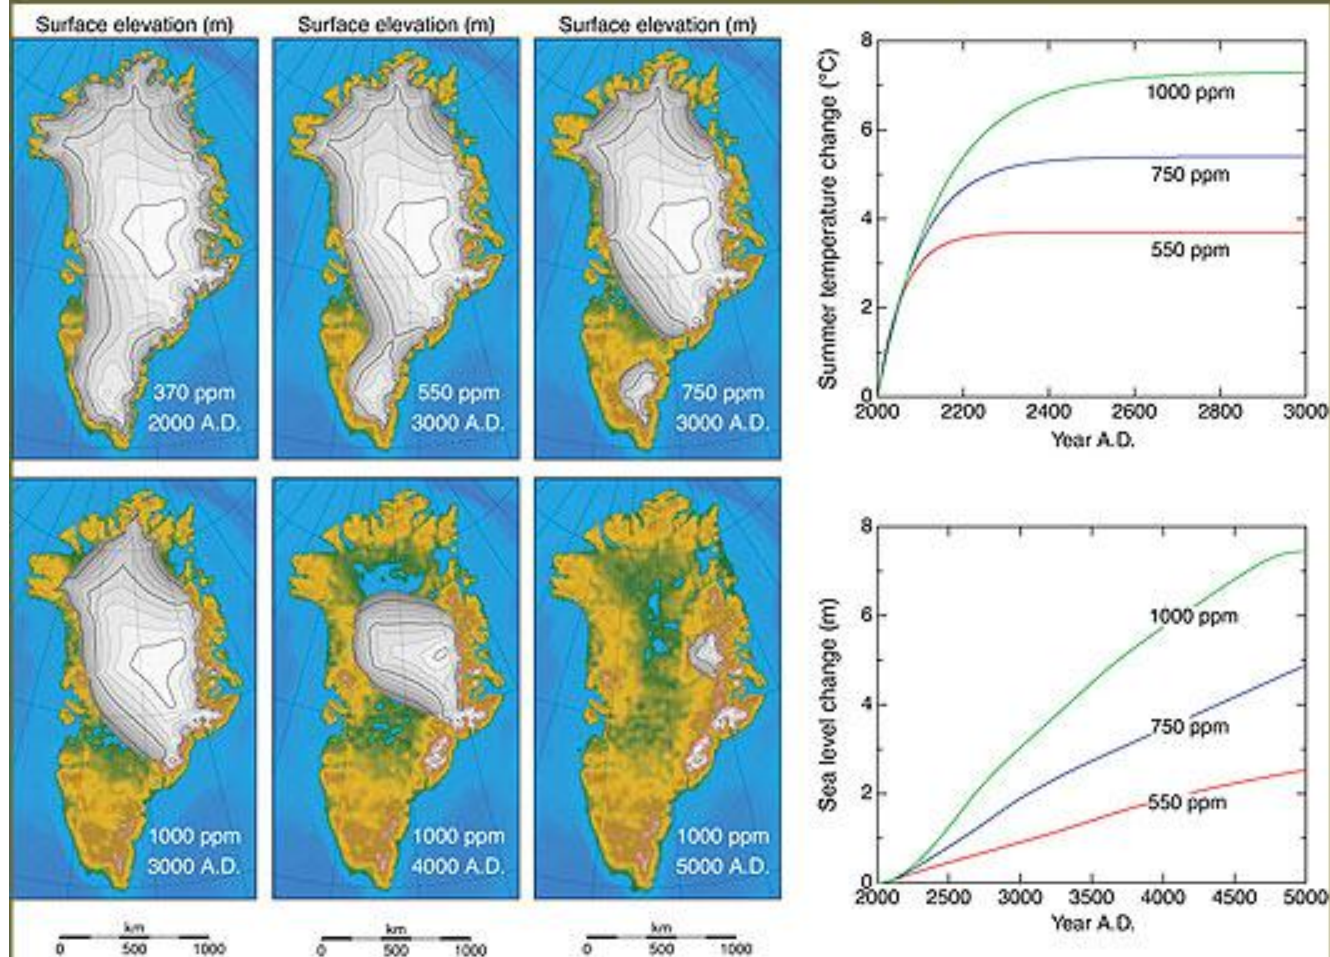 Surface elevation (m)
Surface elevation (m)
Surface elevation (m)
370 ppm
2000 A.D.
550 ppm
3000 A.D.
750 ppm
3000 A.D.
8
6
4
2
0
Summer temperature change (°C)
1000 ppm
750 ppm
550 ppm
2000 2200 2400 2600 2800 3000
Year A.D.
1000 ppm
3000 A.D.
1000 ppm
4000 A.D.
1000 ppm
5000 A.D.
8
6
4
2
0
Sea level change (m)
1000 ppm
750 ppm
550 ppm
2000 2500 3000 3500 4000 4500 5000
Year A.D.
km
0 500 1000
km
0 500 1000
km
0 500 1000